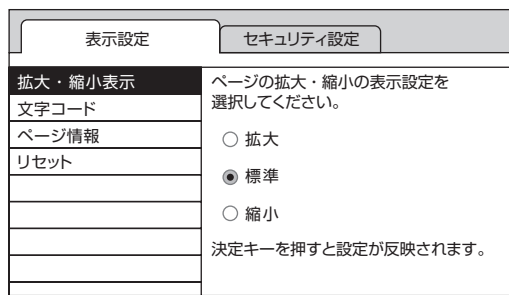 表示設定
セキュリティ設定
拡大・縮小表示
文字コード
ページ情報
リセット
ページの拡大・縮小の表示設定を
選択してください。
拡大
標準
縮小
決定キーを押すと設定が反映されます。